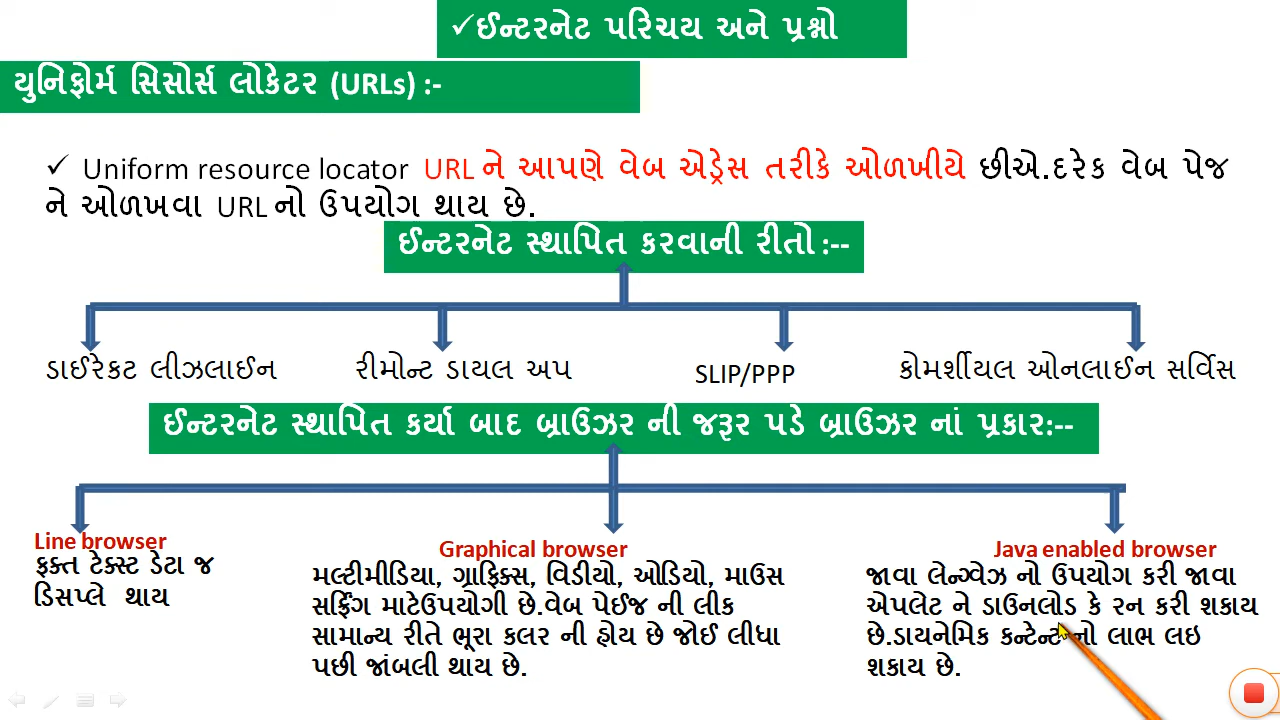 ✓ઈન્ટરનેટ પરિચય અને પ્રશ્નો
યુનિફોર્મ સિસોર્સ લોકેટર (URLs) :-
✓ Uniform resource locator URL ને આપણે વેબ એડ્રેસ તરીકે ઓળખીયે છીએ.દરેક વેબ પેજ
ને ઓળખવા URL નો ઉપયોગ થાય છે.
ઈન્ટરનેટ સ્થાપિત કરવાની રીતો :--
ડાઈરેકટ લીઝલાઈન રીમોન્ટ ડાયલ અપ SLIP/PPP કોમર્શીયલ ઓનલાઈન સર્વિસ
ઈન્ટરનેટ સ્થાપિત કર્યા બાદ બ્રાઉઝર ની જરૂર પડે બ્રાઉઝર નાં પ્રકાર:--
Line browser
ફક્ત ટેક્સ્ટ ડેટા જ
ડિસપ્લે થાય
Graphical browser
મલ્ટીમીડિયા, ગ્રાફિક્સ, વિડીયો, ઓડિયો, માઉસ
સર્ફિંગ માટેઉપયોગી છે.વેબ પેઈજ ની લીક
સામાન્ય રીતે ભૂરા કલર ની હોય છે જોઈ લીધા
પછી જાંબલી થાય છે.
Java enabled browser
જાવા લેન્ગ્વેઝ નો ઉપયોગ કરી જાવા
એપલેટ ને ડાઉનલોડ કે રન કરી શકાય
છે.ડાયનેમિક કન્ટેન્ટ નો લાભ લઇ
શકાય છે.